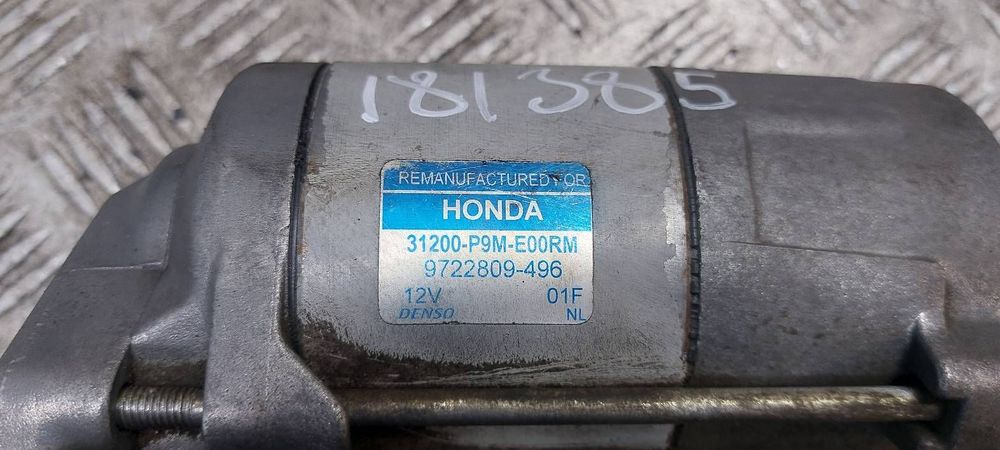 181385
REMANUFACTURED FOR
HONDA
31200-P9M-E00RM
9722809-496
12V 01F
DENSO NL